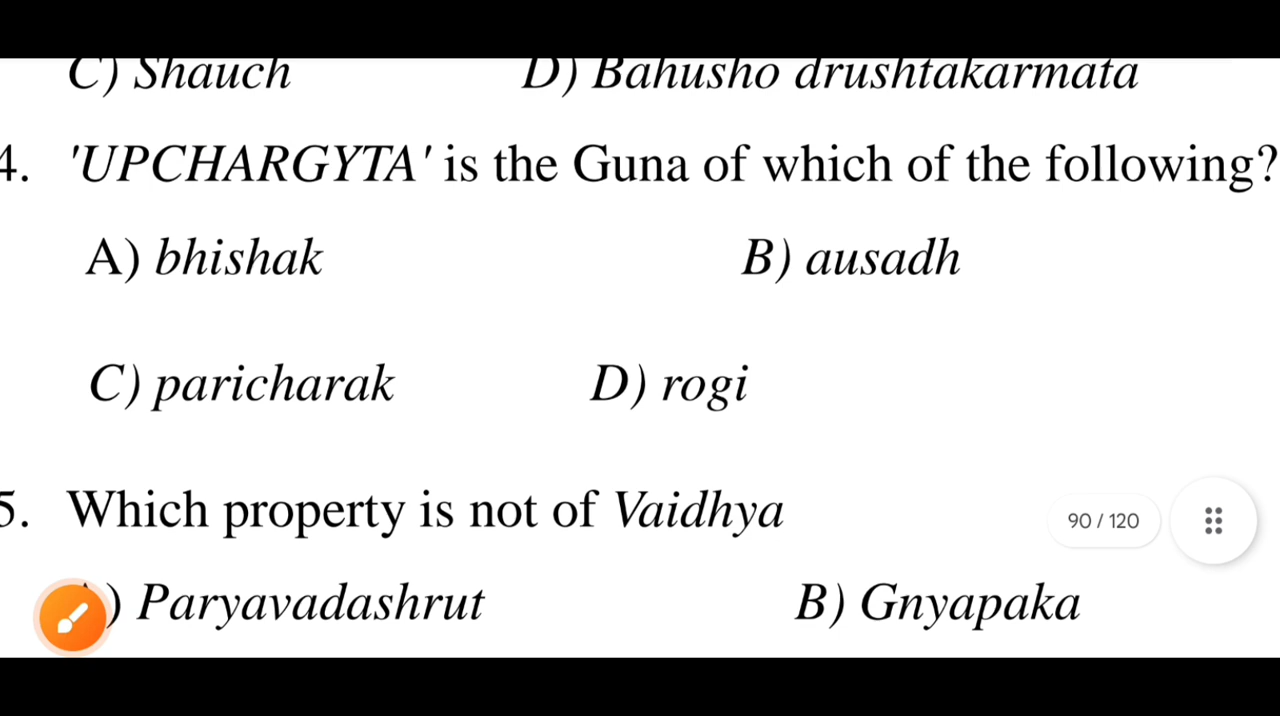 C) Shauch D) Bahusho drushtakarmata
4. 'UPCHARGYTA' is the Guna of which of the following?
A) bhishak B) ausadh
C) paricharak D) rogi
5. Which property is not of Vaidhya
90 / 120
) Paryavadashrut B) Gnyapaka